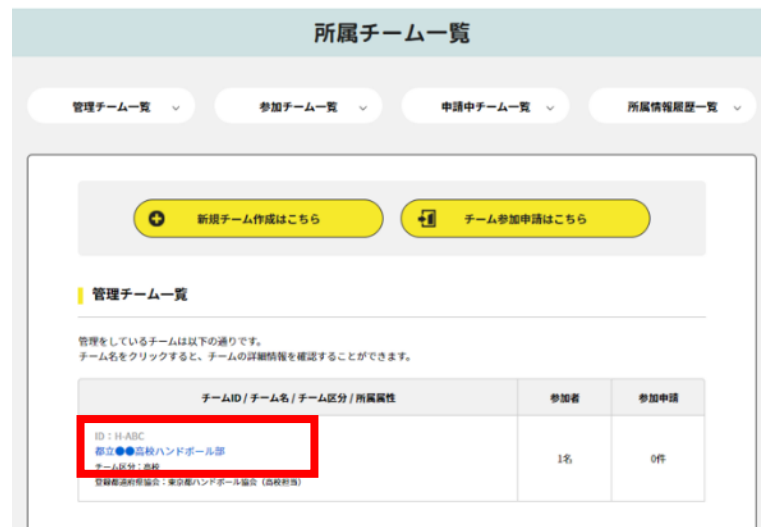 所属チーム一覧
管理チーム一覧
参加チーム一覧
申請中チーム一覧
所属情報履歴一覧
新規チーム作成はこちら
チーム参加申請はこちら
管理チーム一覧
管理をしているチームは以下の通りです。
チーム名をクリックすると、チームの詳細情報を確認することができます。
チームID / チーム名 / チーム区分 / 所属属性
参加者
参加申請
ID：H-ABC
都立●●高校ハンドボール部
チーム区分：高校
登録都道府県協会：東京都ハンドボール協会（高校担当）
1名
0件